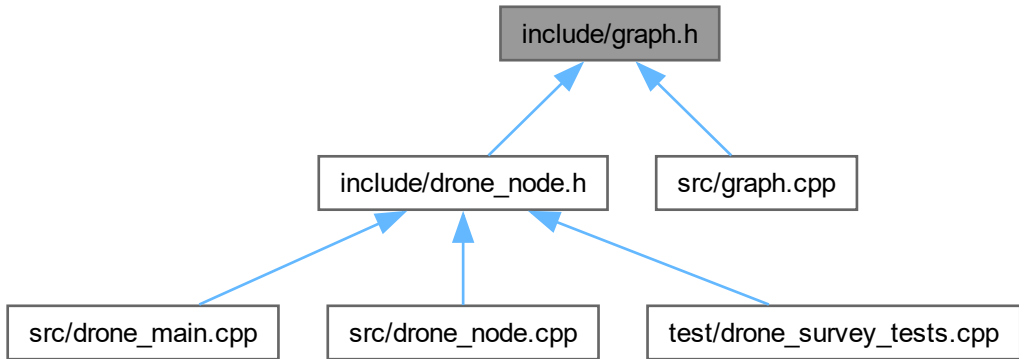 include/graph.h
include/drone_node.h
src/graph.cpp
src/drone_main.cpp
src/drone_node.cpp
test/drone_survey_tests.cpp